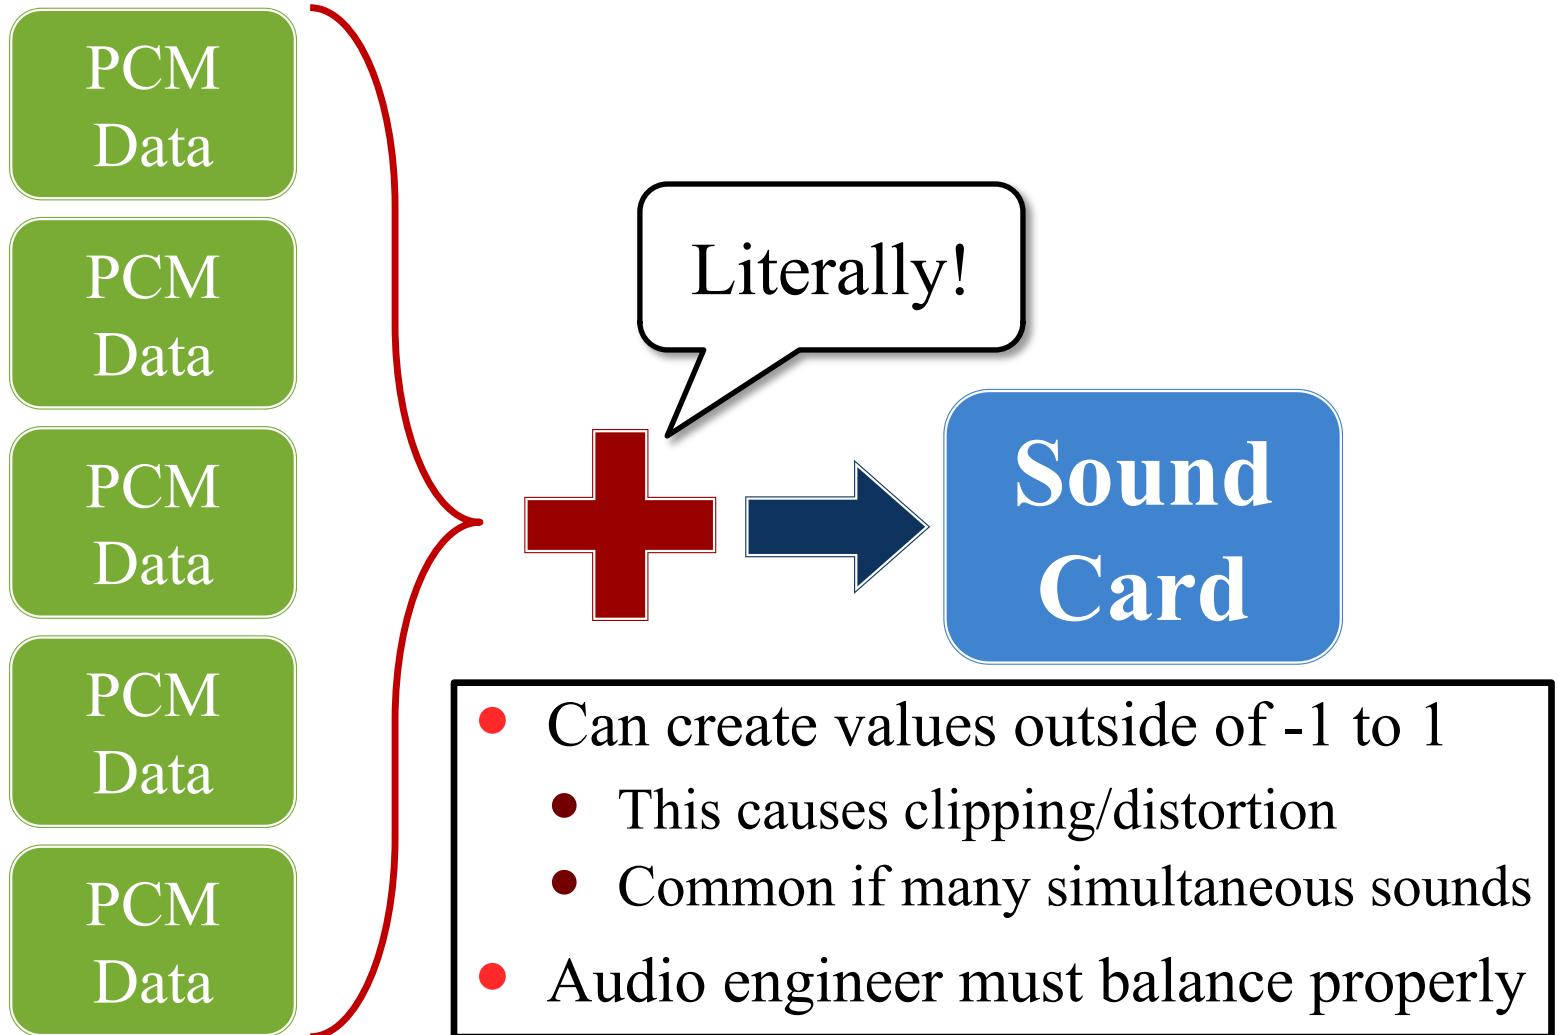 PCM
Data
PCM
Data
PCM
Data
PCM
Data
PCM
Data
Literally!
Sound
Card
• Can create values outside of -1 to 1
• This causes clipping/distortion
• Common if many simultaneous sounds
• Audio engineer must balance properly